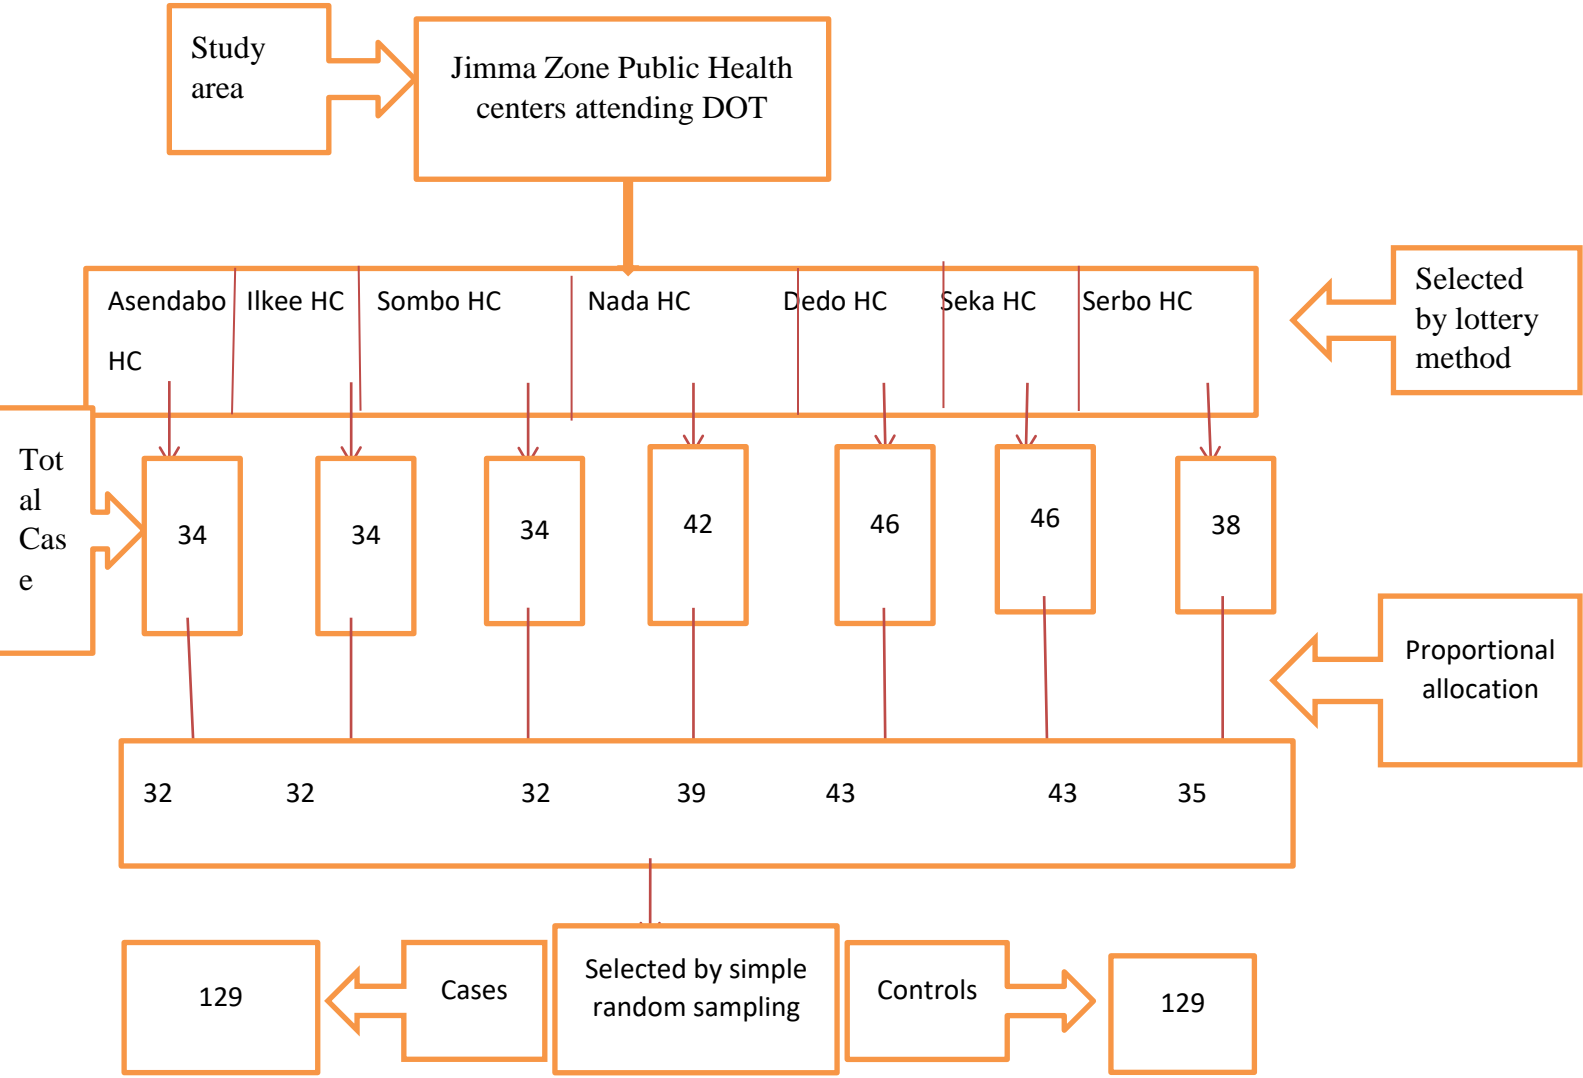 Study
area
Jimma Zone Public Health
centers attending DOT
Asendabo
HC
Ilkee HC
Sombo HC
Nada HC
Dedo HC
Seka HC
Serbo HC
Selected
by lottery
method
Tot
al
Cas
e
34
34
34
42
46
46
38
Proportional
allocation
32
32
32
39
43
43
35
129
Cases
Selected by simple
random sampling
Controls
129